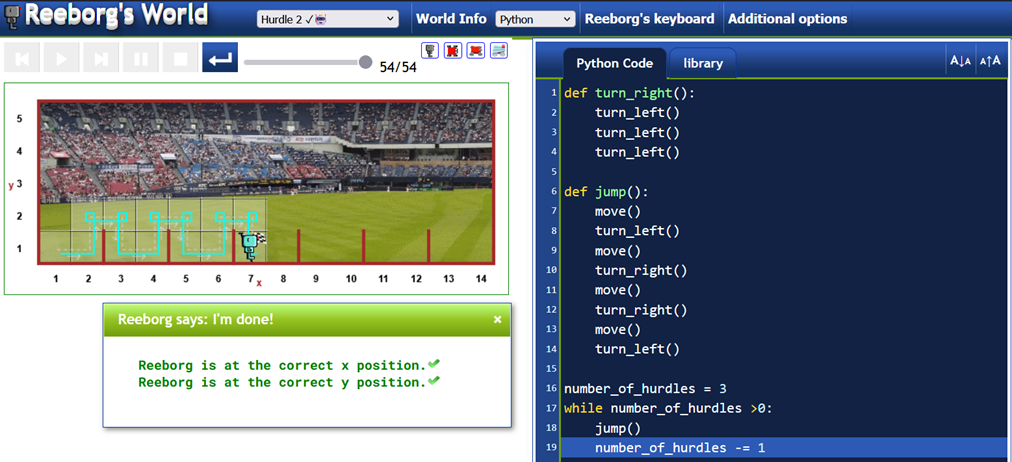 Reeborg's World
Hurdle 2 ✓
World Info
Python
Reeborg's keyboard
Additional options
54/54
5
4
y 3
2
1
1 2 3 4 5 6 7 x 8 9 10 11 12 13 14
Reeborg says: I'm done! ×
Reeborg is at the correct x position.✔
Reeborg is at the correct y position.✔
Python Code
library
A↓A
A↑A
1 def turn_right():
2     turn_left()
3     turn_left()
4     turn_left()
5
6 def jump():
7     move()
8     turn_left()
9     move()
10     turn_right()
11     move()
12     turn_right()
13     move()
14     turn_left()
15
16 number_of_hurdles = 3
17 while number_of_hurdles >0:
18     jump()
19     number_of_hurdles -= 1